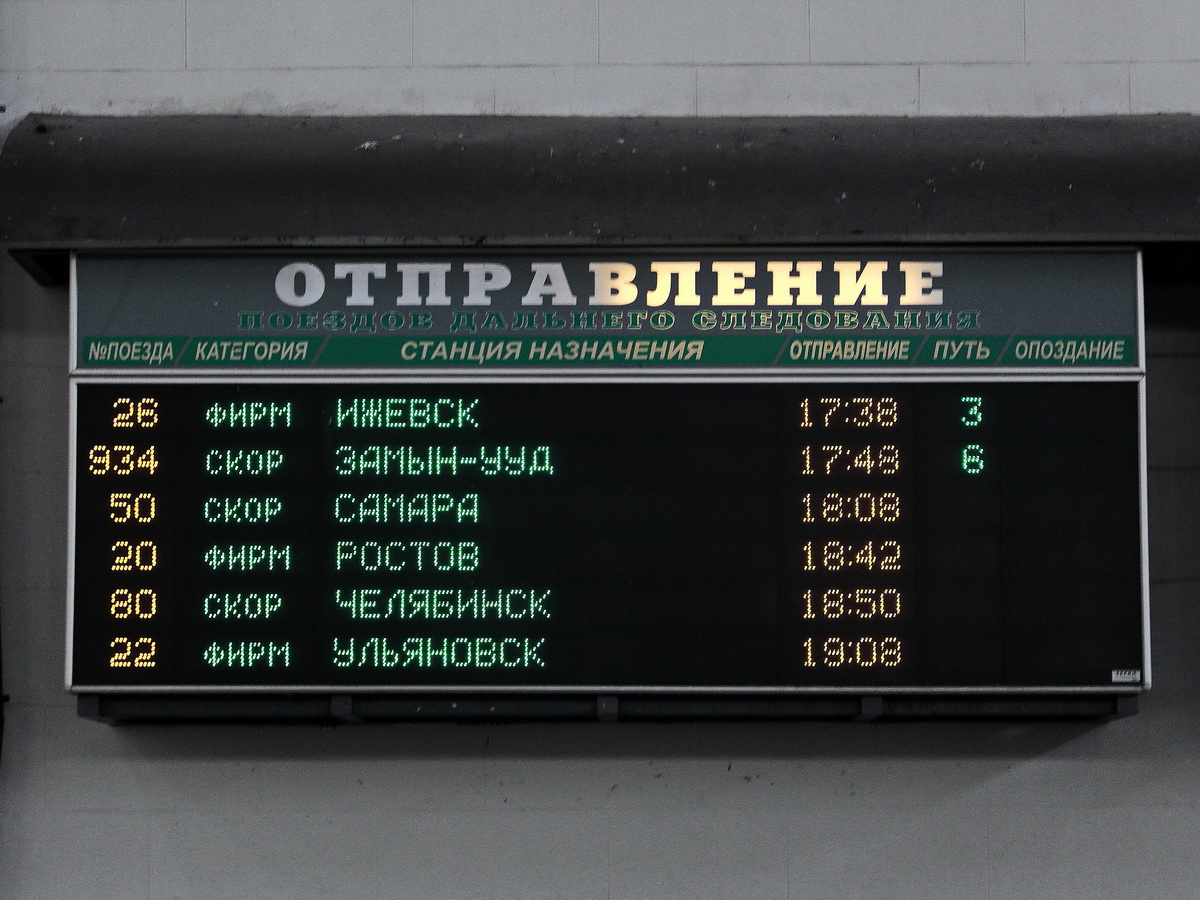 ОТПРАВЛЕНИЕ
ПОЕЗДОВ ДАЛЬНЕГО СЛЕДОВАНИЯ
№ПОЕЗДА / КАТЕГОРИЯ / СТАНЦИЯ НАЗНАЧЕНИЯ / ОТПРАВЛЕНИЕ / ПУТЬ / ОПОЗДАНИЕ
26 ФИРМ ИЖЕВСК 17:38 3
934 СКОР ЗАМЫН-УУД 17:48 6
50 СКОР САМАРА 18:08
20 ФИРМ РОСТОВ 18:42
80 СКОР ЧЕЛЯБИНСК 18:50
22 ФИРМ УЛЬЯНОВСК 19:08